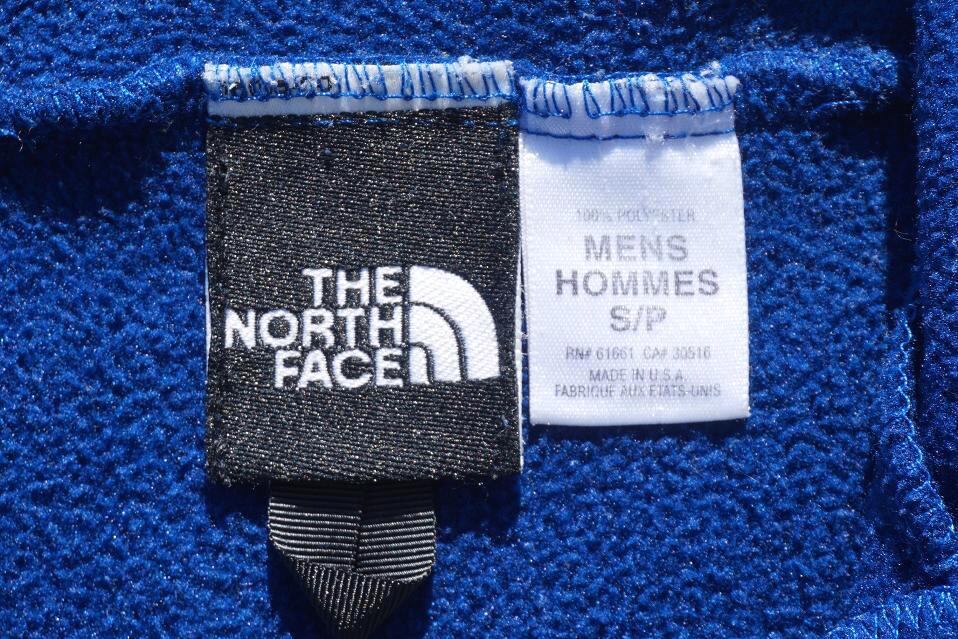 THE
NORTH
FACE
100% POLYESTER
MENS
HOMMES
S/P
RN# 61661 CA# 30516
MADE IN U.S.A.
FABRIQUE AUX ETATS-UNIS